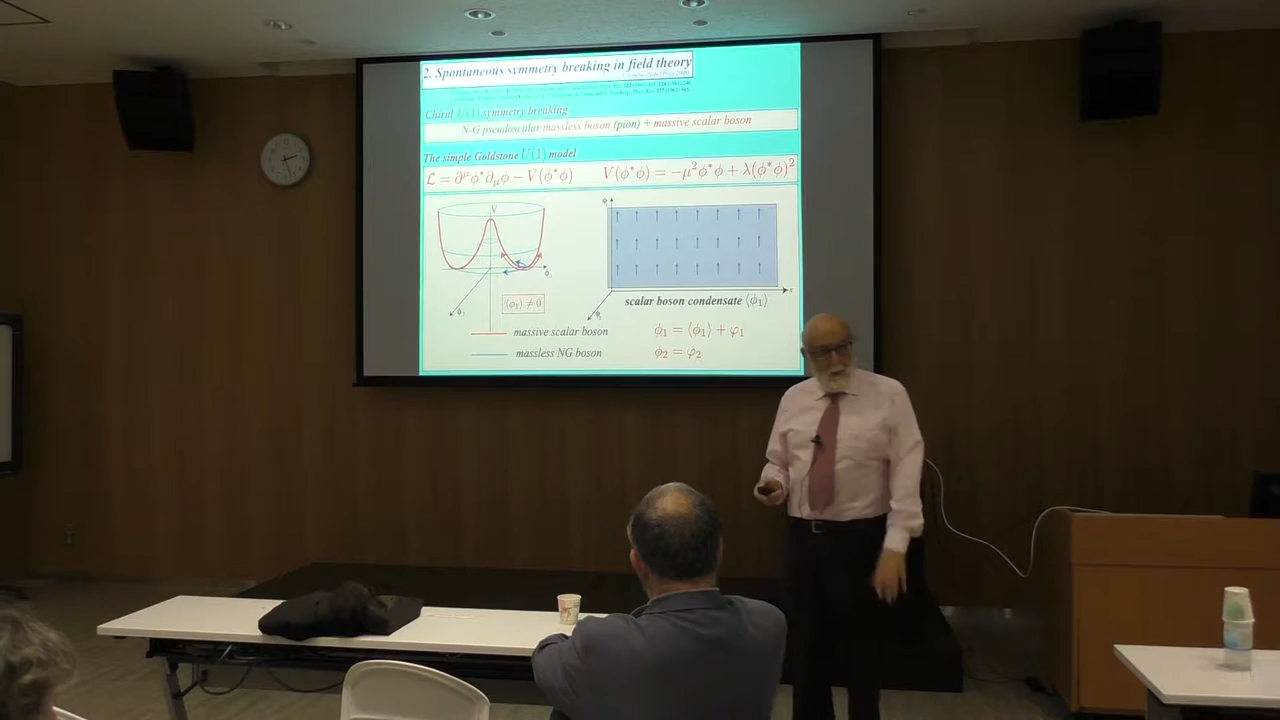 2. Spontaneous symmetry breaking in field theory
Chiral U(1) symmetry breaking
N-G pseudoscalar massless boson (pion) + massive scalar boson
The simple Goldstone U(1) model
ℒ = ∂^μϕ*∂_μϕ − V(ϕ*ϕ) V(ϕ*ϕ) = −μ²ϕ*ϕ + λ(ϕ*ϕ)²
V
ϕ₁
ϕ₂
⟨ϕ₁⟩ ≠ 0
x
scalar boson condensate ⟨ϕ₁⟩
massive scalar boson
ϕ₁ = ⟨ϕ₁⟩ + φ₁
massless NG boson
ϕ₂ = φ₂